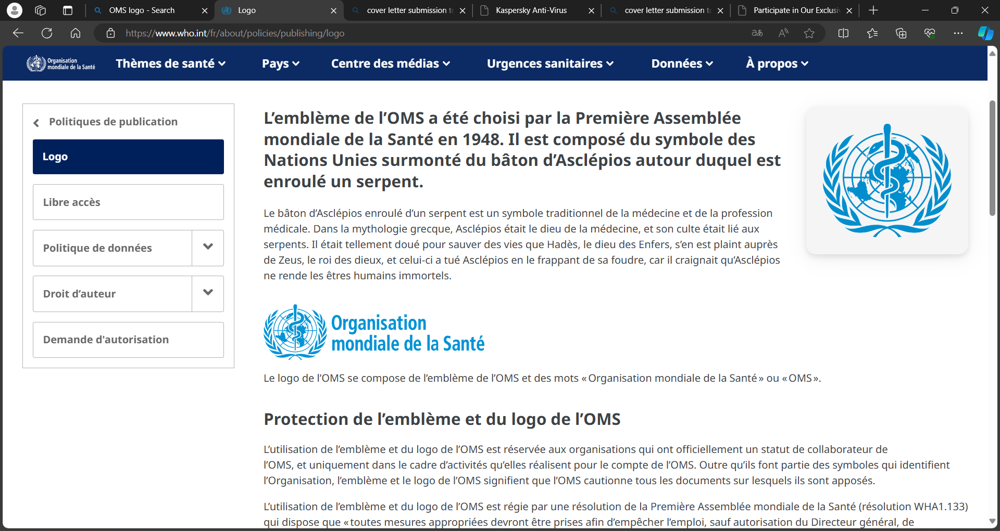 OMS logo - Search
Logo
cover letter submission to
Kaspersky Anti-Virus
cover letter submission to
Participate in Our Exclusiv
https://www.who.int/fr/about/policies/publishing/logo
Organisation
mondiale de la Santé
Thèmes de santé
Pays
Centre des médias
Urgences sanitaires
Données
À propos
Politiques de publication
Logo
Libre accès
Politique de données
Droit d’auteur
Demande d'autorisation
L’emblème de l’OMS a été choisi par la Première Assemblée
mondiale de la Santé en 1948. Il est composé du symbole des
Nations Unies surmonté du bâton d’Asclépios autour duquel est
enroulé un serpent.
Le bâton d’Asclépios enroulé d’un serpent est un symbole traditionnel de la médecine et de la profession
médicale. Dans la mythologie grecque, Asclépios était le dieu de la médecine, et son culte était lié aux
serpents. Il était tellement doué pour sauver des vies que Hadès, le dieu des Enfers, s’en est plaint auprès
de Zeus, le roi des dieux, et celui-ci a tué Asclépios en le frappant de sa foudre, car il craignait qu’Asclépios
ne rende les êtres humains immortels.
Organisation
mondiale de la Santé
Le logo de l’OMS se compose de l’emblème de l’OMS et des mots « Organisation mondiale de la Santé » ou « OMS ».
Protection de l’emblème et du logo de l’OMS
L’utilisation de l’emblème et du logo de l’OMS est réservée aux organisations qui ont officiellement un statut de collaborateur de
l’OMS, et uniquement dans le cadre d’activités qu’elles réalisent pour le compte de l’OMS. Outre qu’ils font partie des symboles qui identifient
l’Organisation, l’emblème et le logo de l’OMS signifient que l’OMS cautionne tous les documents sur lesquels ils sont apposés.
L’utilisation de l’emblème et du logo de l’OMS est régie par une résolution de la Première Assemblée mondiale de la Santé (résolution WHA1.133)
qui dispose que « toutes mesures appropriées devront être prises afin d’empêcher l’emploi, sauf autorisation du Directeur général, de